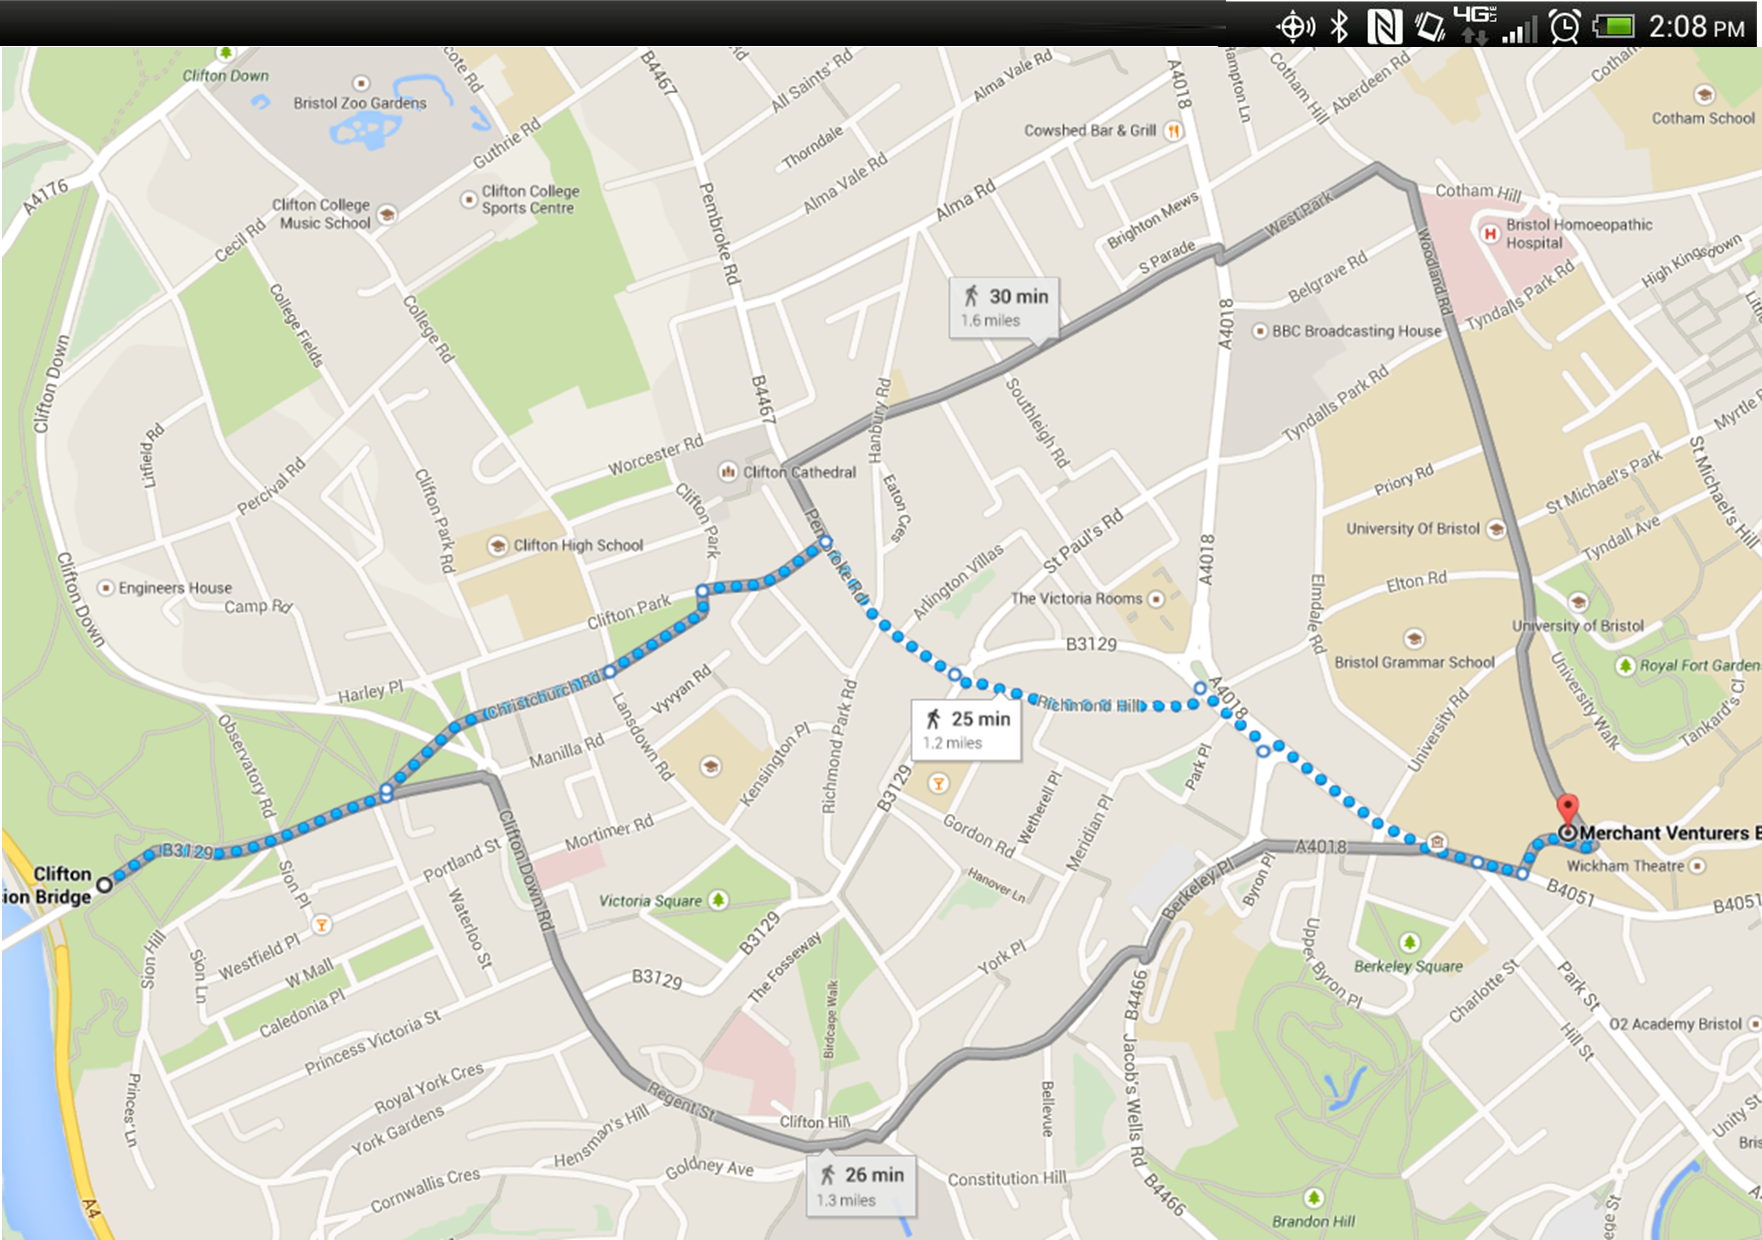 4G LTE
2:08 PM
Clifton Down
Bristol Zoo Gardens
B4467
All Saints' Rd
Alma Vale Rd
A4018
Cotham Hill
Aberdeen Rd
Cotham School
Cowshed Bar & Grill
Guthrie Rd
Thorndale
A4176
Clifton College
Music School
Clifton College
Sports Centre
Alma Vale Rd
Alma Rd
Cecil Rd
Pembroke Rd
Brighton Mews
S Parade
West Park
Cotham Hill
Bristol Homoeopathic
Hospital
High Kingsdown
Woodland Rd
Belgrave Rd
Tyndalls Park Rd
College Fields
College Rd
30 min
1.6 miles
A4018
BBC Broadcasting House
Clifton Down
B4467
Hanbury Rd
Southleigh Rd
Tyndalls Park Rd
Litfield Rd
Worcester Rd
Clifton Cathedral
St Michael's Hill
Percival Rd
Clifton Park Rd
Clifton Park
Eaton Cres
Priory Rd
St Michael's Park
Pembroke Rd
St Paul's Rd
University Of Bristol
Tyndall Ave
Clifton High School
Arlington Villas
A4018
Clifton Down
Engineers House
Camp Rd
Clifton Park
The Victoria Rooms
Elmdale Rd
Elton Rd
University of Bristol
B3129
Bristol Grammar School
Royal Fort Garden
Harley Pl
Christchurch Rd
Vyvyan Rd
Lansdown Rd
Richmond Hill
A4018
University Walk
Tankard's Cl
25 min
1.2 miles
Observatory Rd
Manilla Rd
Kensington Pl
Richmond Park Rd
B3129
Park Pl
University Rd
Wetherell Pl
Meridian Pl
Gordon Rd
Mortimer Rd
B3129
Clifton Down Rd
Portland St
A4018
Merchant Venturers B
Wickham Theatre
Clifton
sion Bridge
Sion Pl
Hanover Ln
Berkeley Pl
Byron Pl
B4051
B4051
Victoria Square
Waterloo St
B3129
Westfield Pl
Sion Hill
Sion Ln
W Mall
The Fosseway
York Pl
Upper Byron Pl
Berkeley Square
B3729
Caledonia Pl
Birdcage Walk
B4466
Charlotte St
Park St
Princess Victoria St
O2 Academy Bristol
Hill St
Royal York Cres
Regent St
Jacob's Wells Rd
Princes' Ln
York Gardens
Hensman's Hill
Clifton Hill
Bellevue
Unity St
26 min
1.3 miles
Goldney Ave
Cornwallis Cres
Constitution Hill
B4466
A4
Brandon Hill